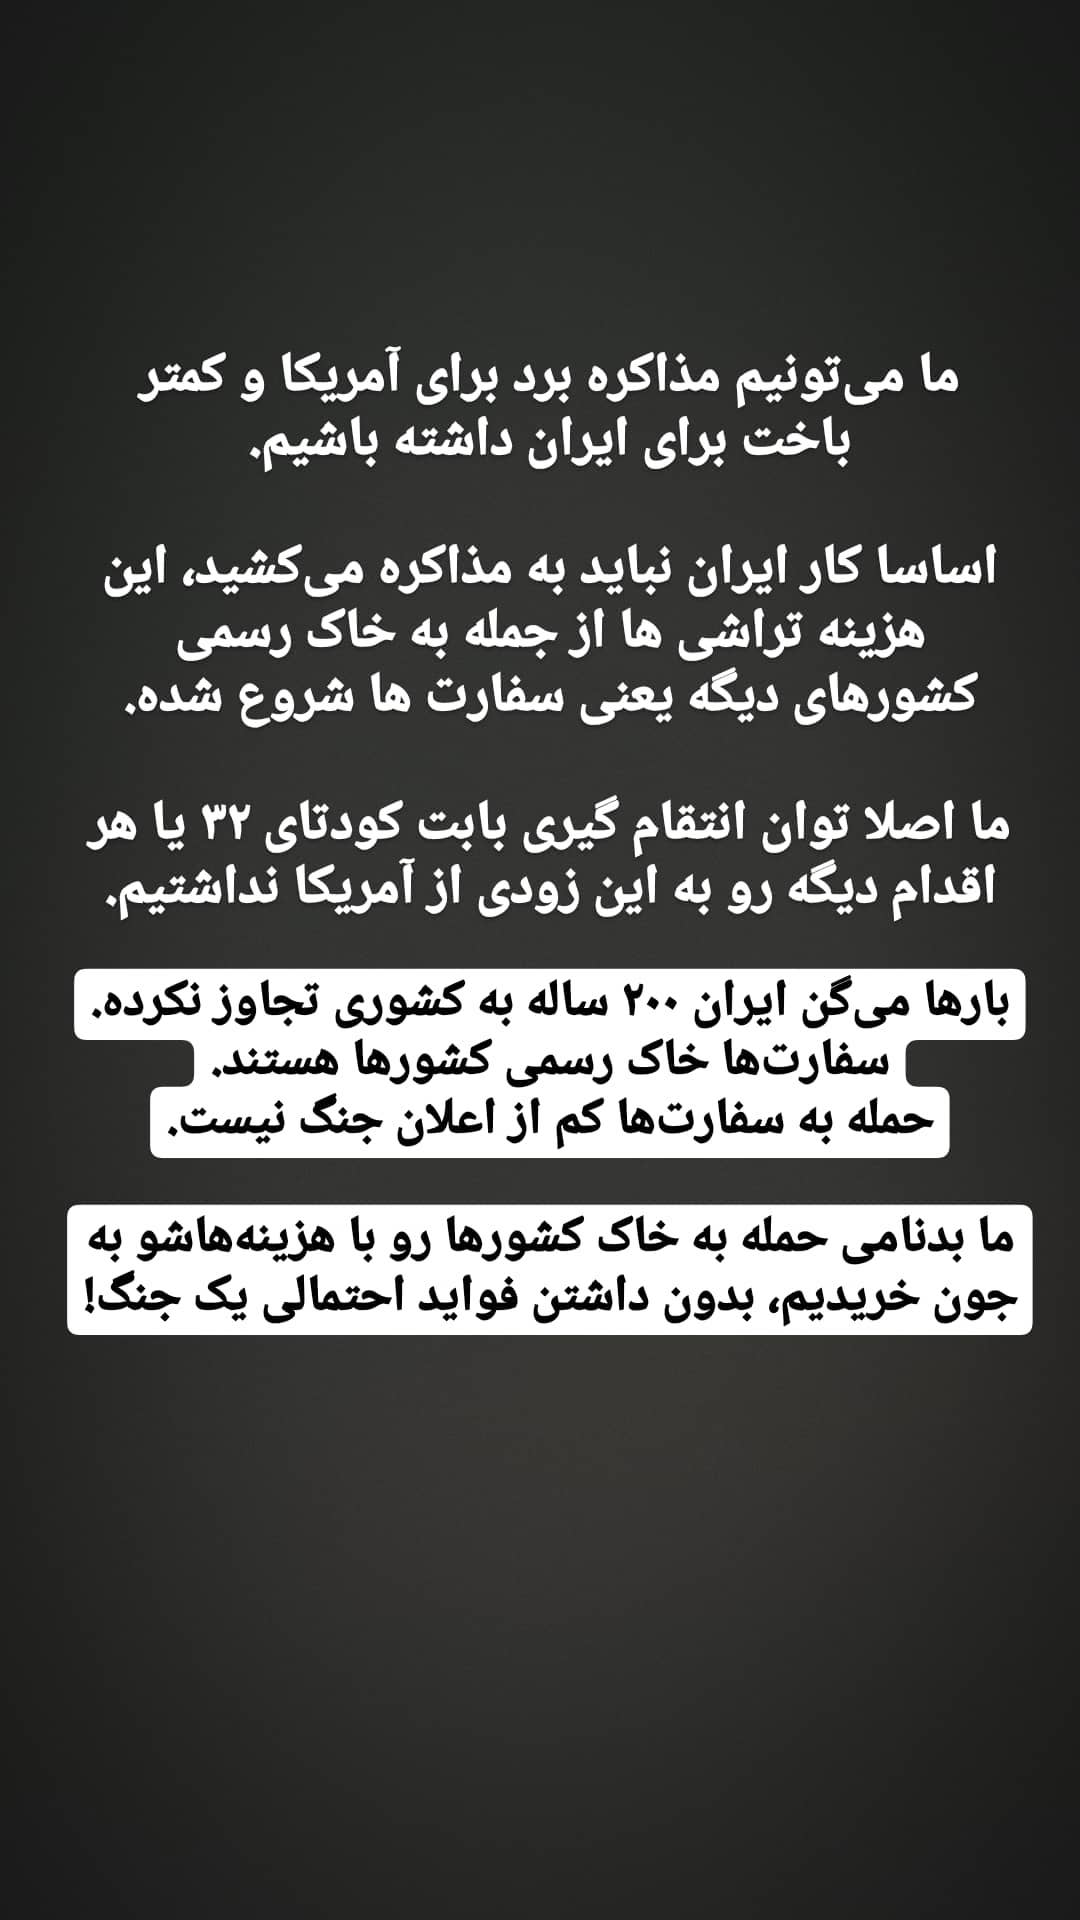 ما می‌تونیم مذاکره برد برای آمریکا و کمتر
باخت برای ایران داشته باشیم.
اساسا کار ایران نباید به مذاکره می‌کشید، این
هزینه تراشی ها از جمله به خاک رسمی
کشورهای دیگه یعنی سفارت ها شروع شده.
ما اصلا توان انتقام گیری بابت کودتای ۳۲ یا هر
اقدام دیگه رو به این زودی از آمریکا نداشتیم.
بارها می‌گن ایران ۲۰۰ ساله به کشوری تجاوز نکرده.
سفارت‌ها خاک رسمی کشورها هستند.
حمله به سفارت‌ها کم از اعلان جنگ نیست.
ما بدنامی حمله به خاک کشورها رو با هزینه‌هاشو به
جون خریدیم، بدون داشتن فواید احتمالی یک جنگ!